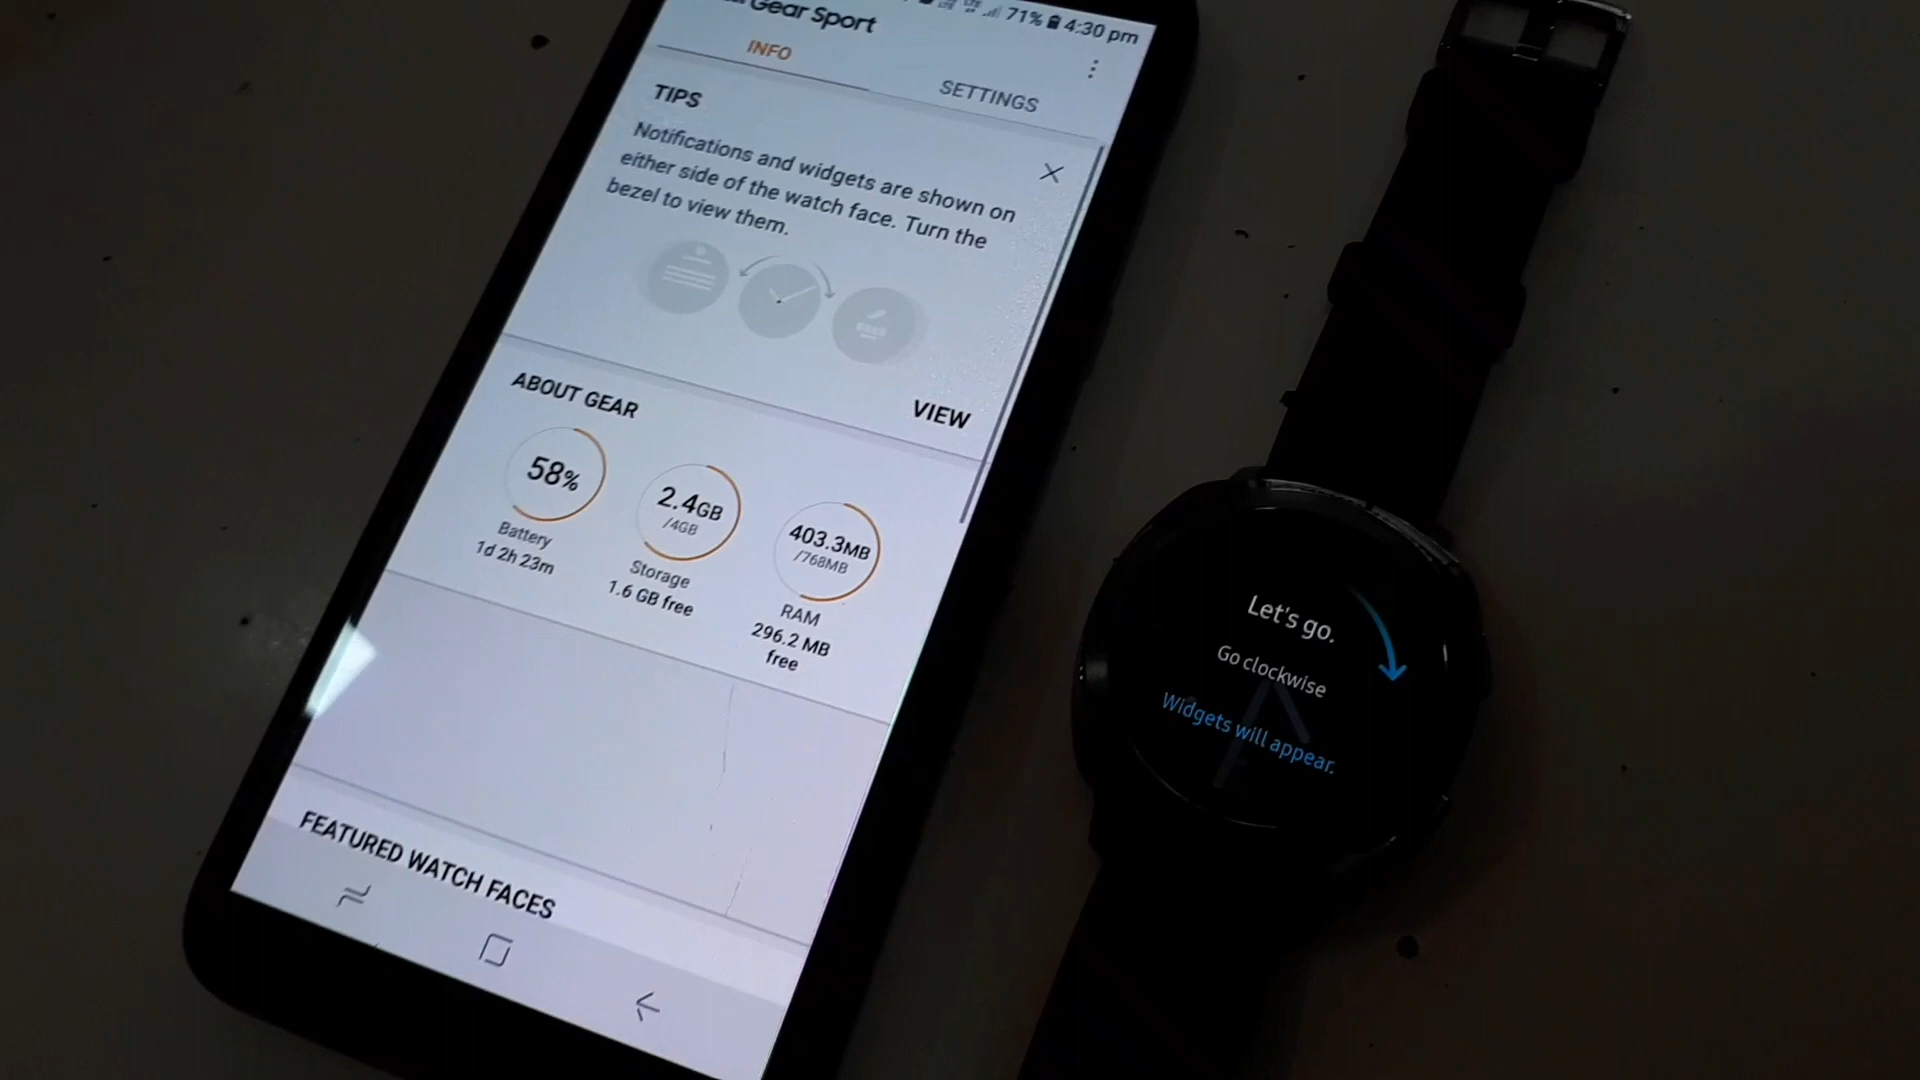 Gear Sport
71% 4:30 pm
INFO
SETTINGS
TIPS
Notifications and widgets are shown on
either side of the watch face. Turn the
bezel to view them.
VIEW
ABOUT GEAR
58%
Battery
1d 2h 23m
2.4GB
/4GB
Storage
1.6 GB free
403.3MB
/768MB
RAM
296.2 MB
free
FEATURED WATCH FACES
Let's go.
Go clockwise
Widgets will appear.